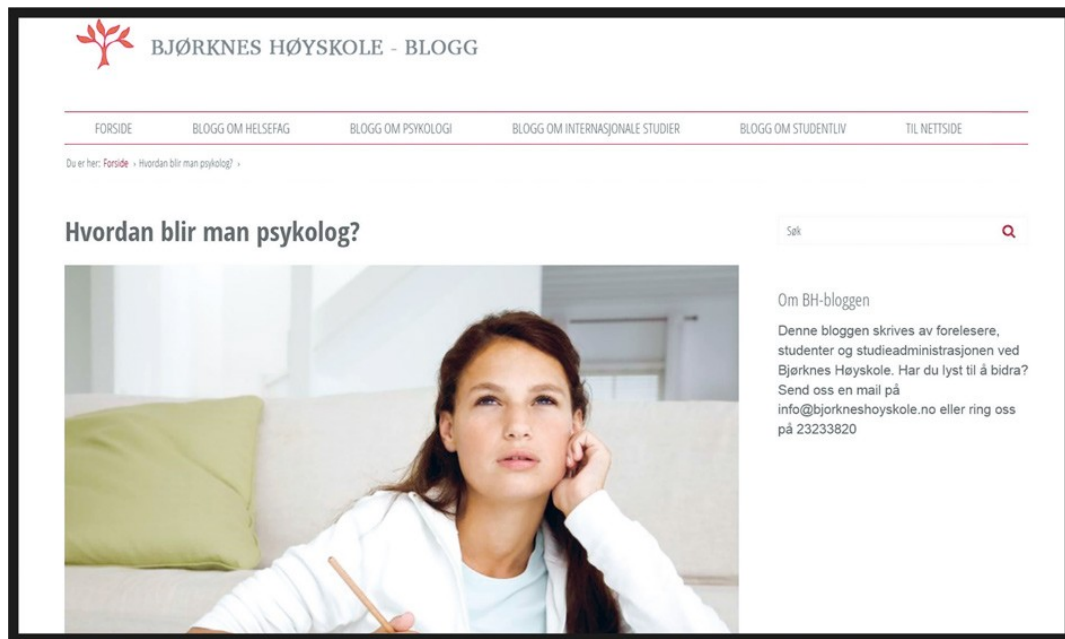 BJØRKNES HØYSKOLE - BLOGG
FORSIDE BLOGG OM HELSEFAG BLOGG OM PSYKOLOGI BLOGG OM INTERNASJONALE STUDIER BLOGG OM STUDENTLIV TIL NETTSIDE
Du er her: Forside › Hvordan blir man psykolog? ›
Hvordan blir man psykolog?
Søk
Om BH-bloggen
Denne bloggen skrives av forelesere,
studenter og studieadministrasjonen ved
Bjørknes Høyskole. Har du lyst til å bidra?
Send oss en mail på
info@bjorkneshoyskole.no eller ring oss
på 23233820